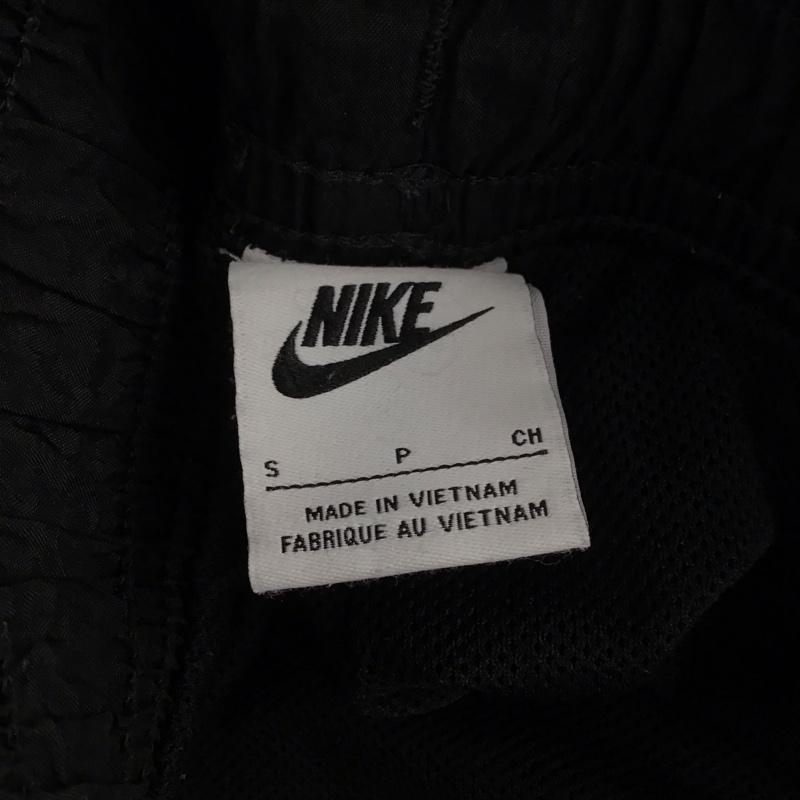 NIKE
S P CH
MADE IN VIETNAM
FABRIQUE AU VIETNAM